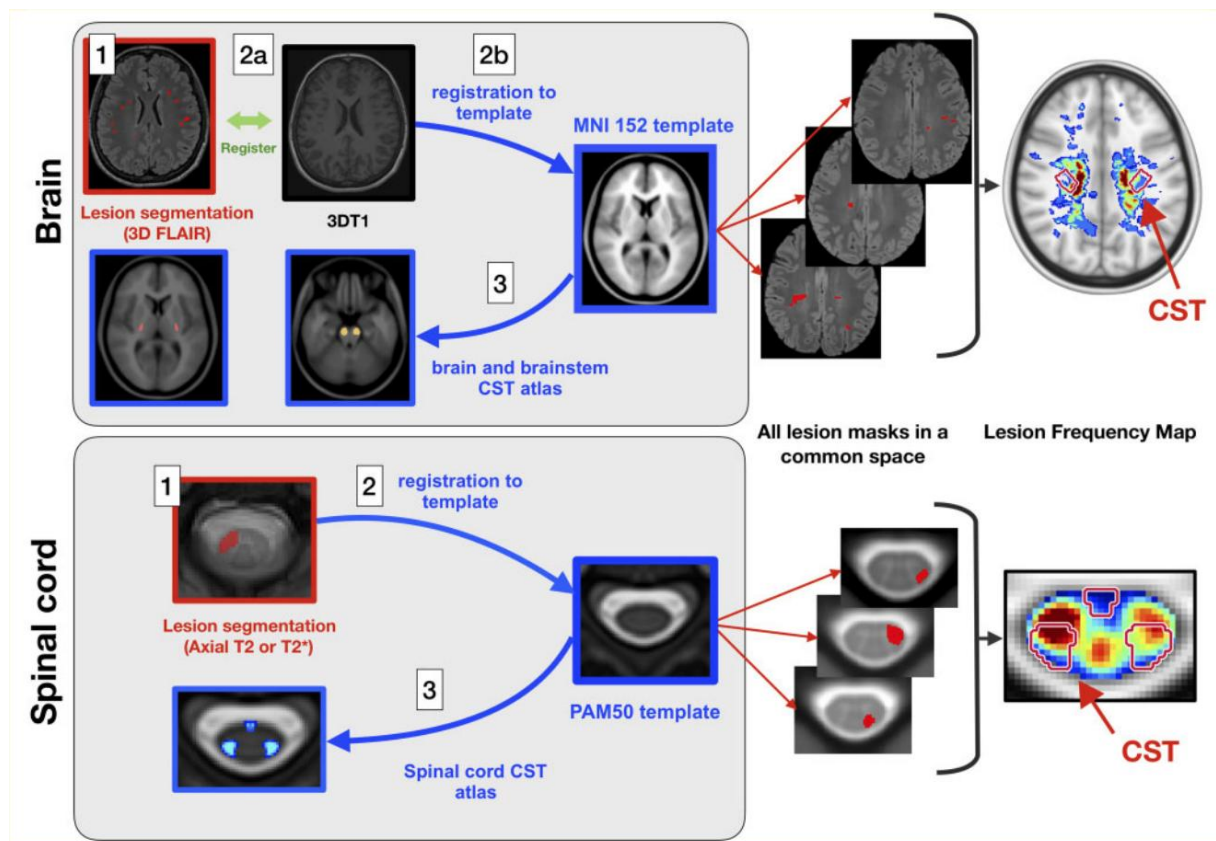 Brain
1
2a
2b
Register
registration to
template
MNI 152 template
Lesion segmentation
(3D FLAIR)
3DT1
3
brain and brainstem
CST atlas
CST
All lesion masks in a
common space
Lesion Frequency Map
Spinal cord
1
2
registration to
template
Lesion segmentation
(Axial T2 or T2*)
3
PAM50 template
Spinal cord CST
atlas
CST